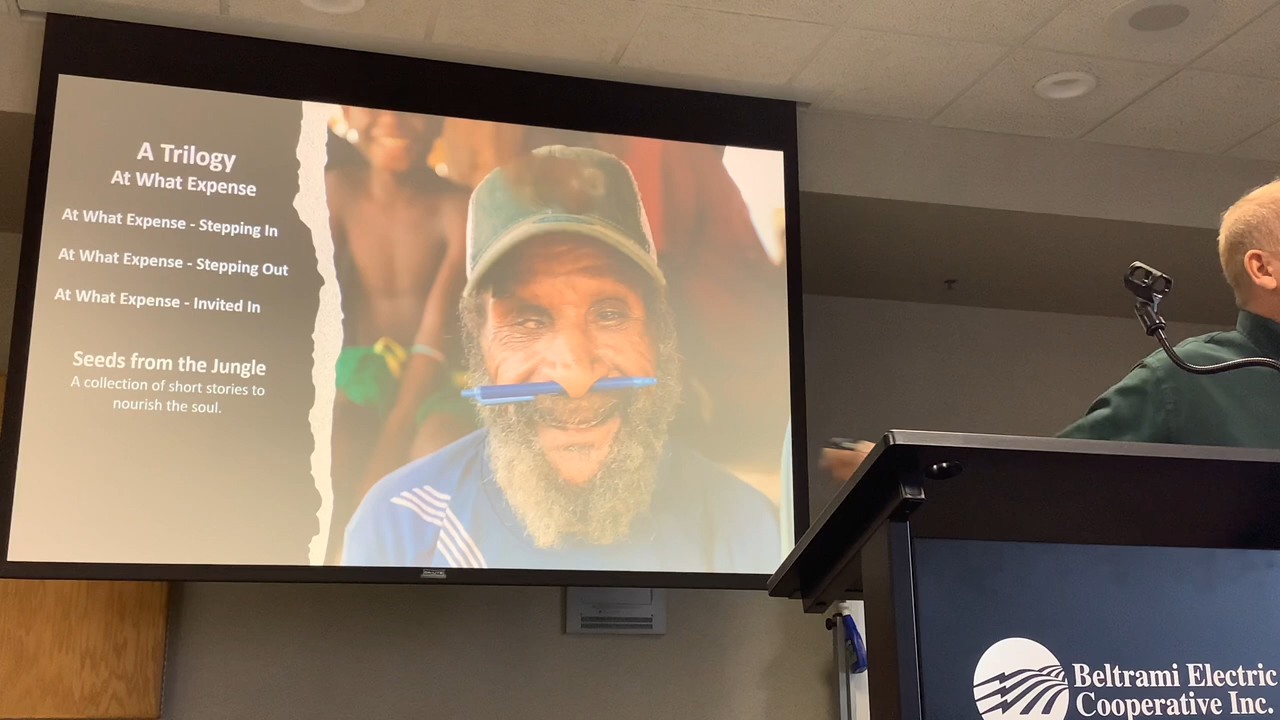 A Trilogy
At What Expense
At What Expense - Stepping In
At What Expense - Stepping Out
At What Expense - Invited In
Seeds from the Jungle
A collection of short stories to
nourish the soul.
Beltrami Electric
Cooperative Inc.